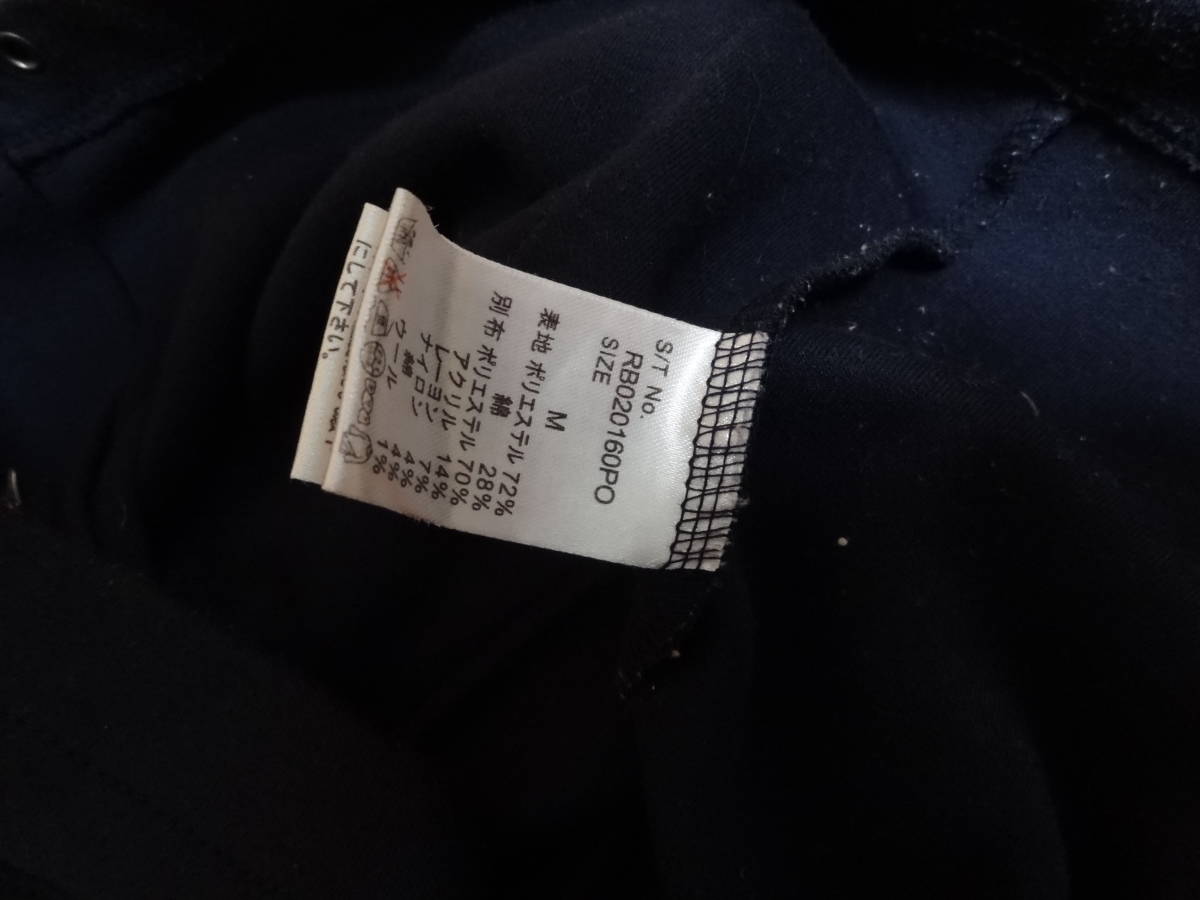 S/T No.
RB020160PO
SIZE
M
表地 ポリエステル 72%
綿 28%
別布 ポリエステル 70%
アクリル 14%
レーヨン 7%
ナイロン 4%
綿 4%
ウール 1%
にして下さい。